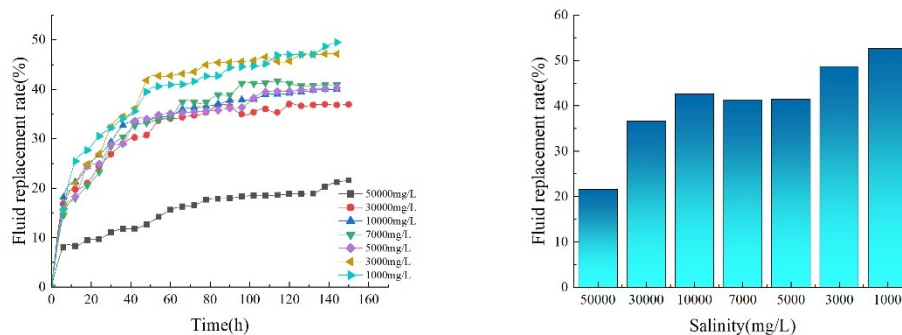 Fluid replacement rate(%)
50
40
30
20
10
0
0 20 40 60 80 100 120 140 160
Time(h)
50000mg/L
30000mg/L
10000mg/L
7000mg/L
5000mg/L
3000mg/L
1000mg/L
Fluid replacement rate(%)
60
50
40
30
20
10
0
50000 30000 10000 7000 5000 3000 1000
Salinity(mg/L)